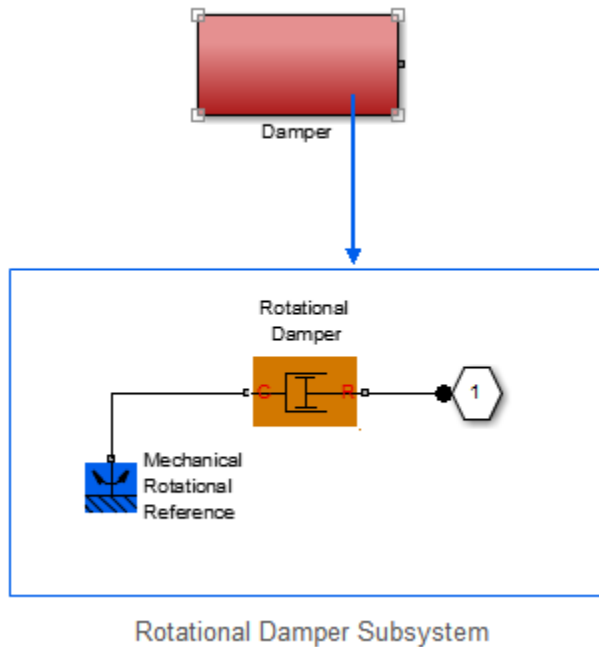 Damper
Rotational
Damper
C
R
1
Mechanical
Rotational
Reference
Rotational Damper Subsystem